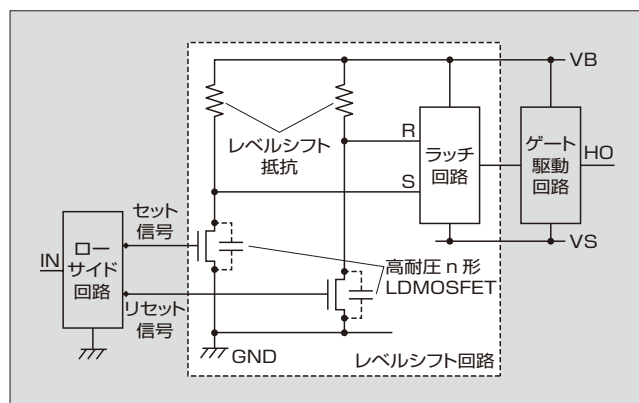 VB
R
レベルシフト
抵抗
ラッチ
回路
ゲート
駆動
回路
HO
S
セット
信号
VS
IN
ロー
サイド
回路
高耐圧 n 形
LDMOSFET
リセット
信号
GND
レベルシフト回路